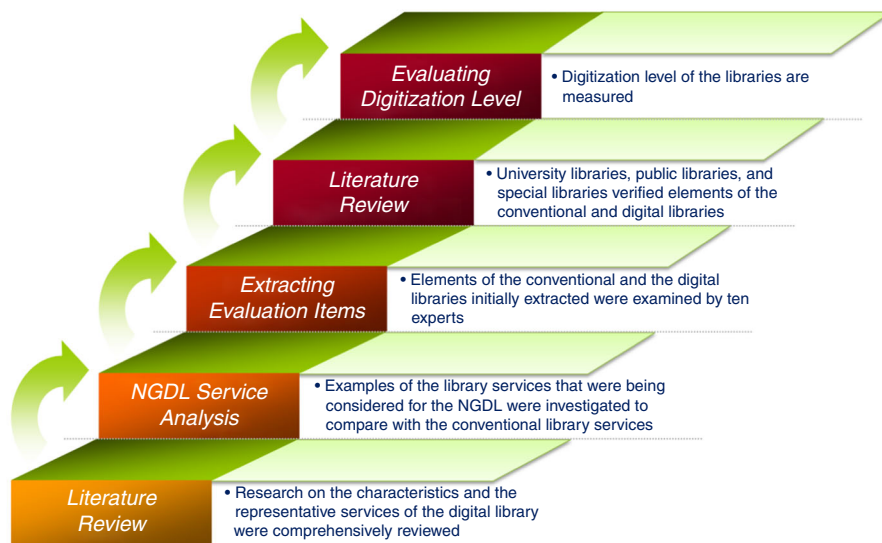 Evaluating
Digitization Level
• Digitization level of the libraries are
measured
Literature
Review
• University libraries, public libraries, and
special libraries verified elements of the
conventional and digital libraries
Extracting
Evaluation Items
• Elements of the conventional and the digital
libraries initially extracted were examined by ten
experts
NGDL Service
Analysis
• Examples of the library services that were being
considered for the NGDL were investigated to
compare with the conventional library services
Literature
Review
• Research on the characteristics and the
representative services of the digital library
were comprehensively reviewed